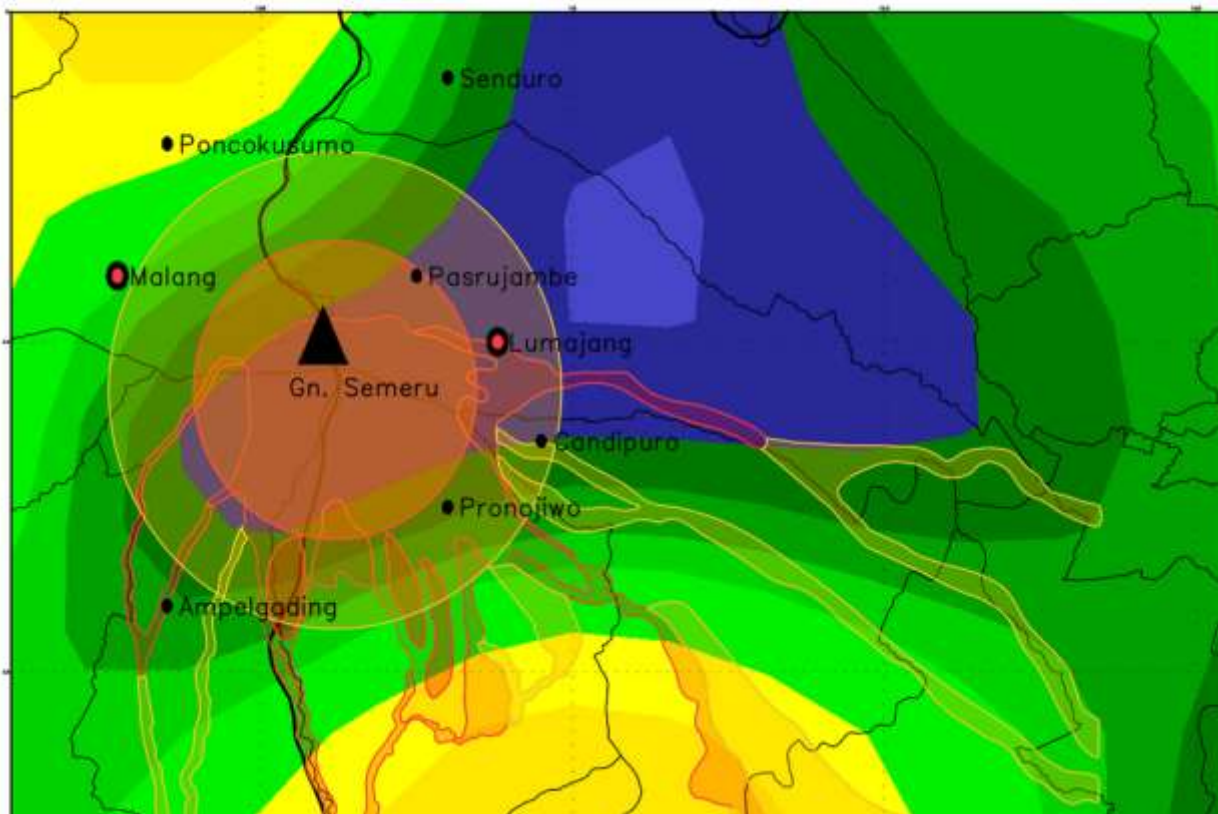 Senduro
Poncokusumo
Malang
Pasrujambe
Lumajang
Gn. Semeru
Candipuro
Pronojiwo
Ampelgading